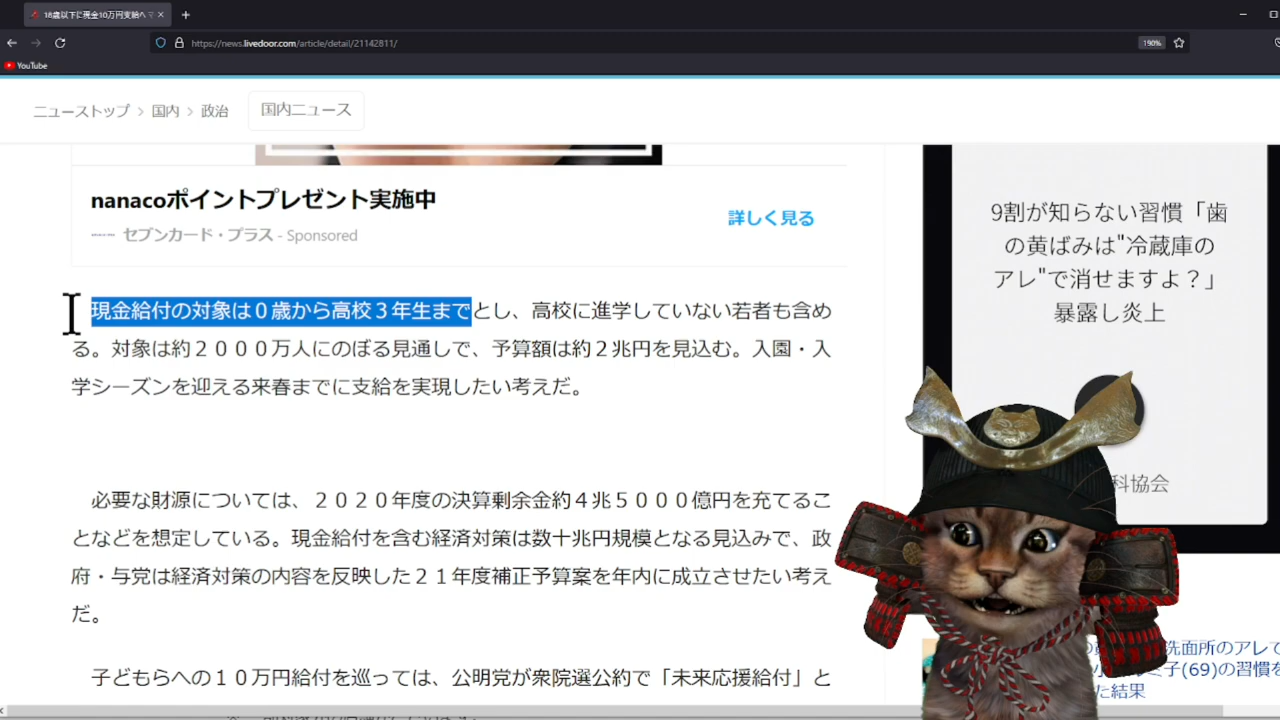 18歳以下に現金10万円支給へ
https://news.livedoor.com/article/detail/21142811/
190%
YouTube
ニューストップ > 国内 > 政治 国内ニュース
nanacoポイントプレゼント実施中
セブンカード・プラス - Sponsored
詳しく見る
現金給付の対象は０歳から高校３年生までとし、高校に進学していない若者も含め
る。対象は約２０００万人にのぼる見通しで、予算額は約２兆円を見込む。入園・入
学シーズンを迎える来春までに支給を実現したい考えだ。
必要な財源については、２０２０年度の決算剰余金約４兆５０００億円を充てるこ
となどを想定している。現金給付を含む経済対策は数十兆円規模となる見込みで、政
府・与党は経済対策の内容を反映した２１年度補正予算案を年内に成立させたい考え
だ。
子どもらへの１０万円給付を巡っては、公明党が衆院選公約で「未来応援給付」と
9割が知らない習慣「歯
の黄ばみは"冷蔵庫の
アレ"で消せますよ？」
暴露し炎上
科協会
洗面所のアレで
子(69)の習慣を
た結果